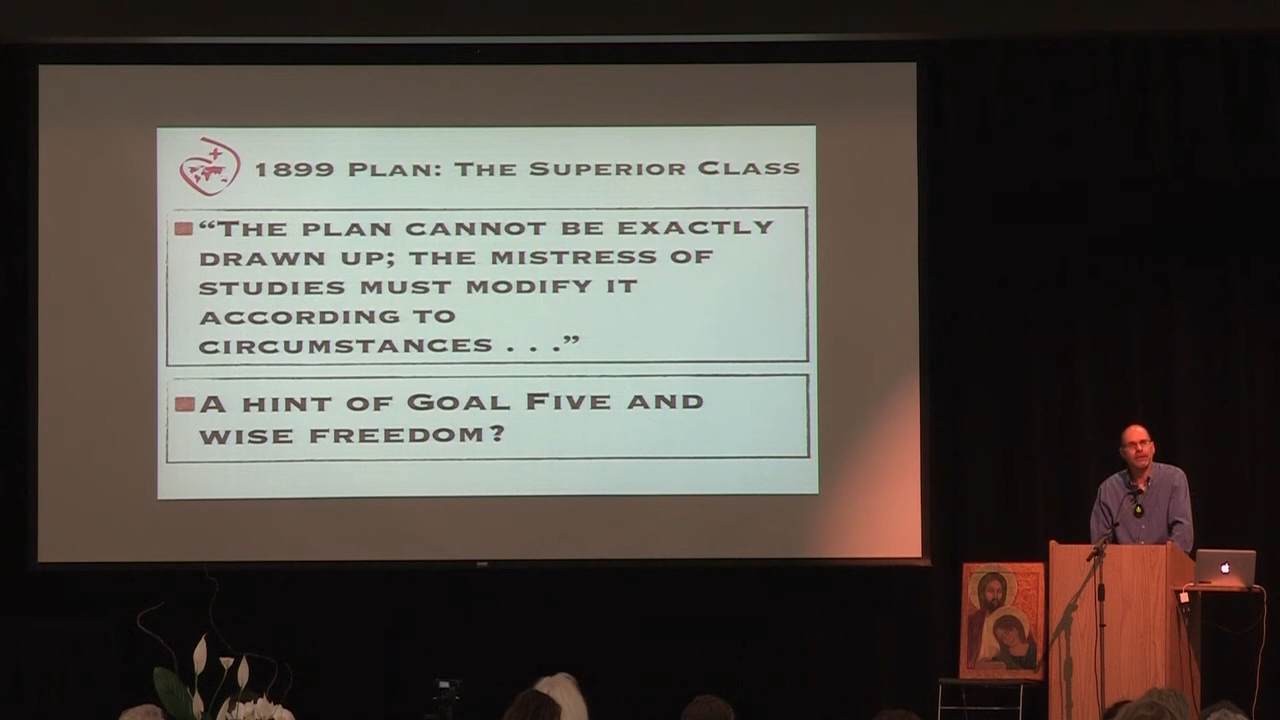 1899 Plan: The Superior Class
“The plan cannot be exactly
drawn up; the mistress of
studies must modify it
according to
circumstances . . .”
A hint of Goal Five and
wise freedom?